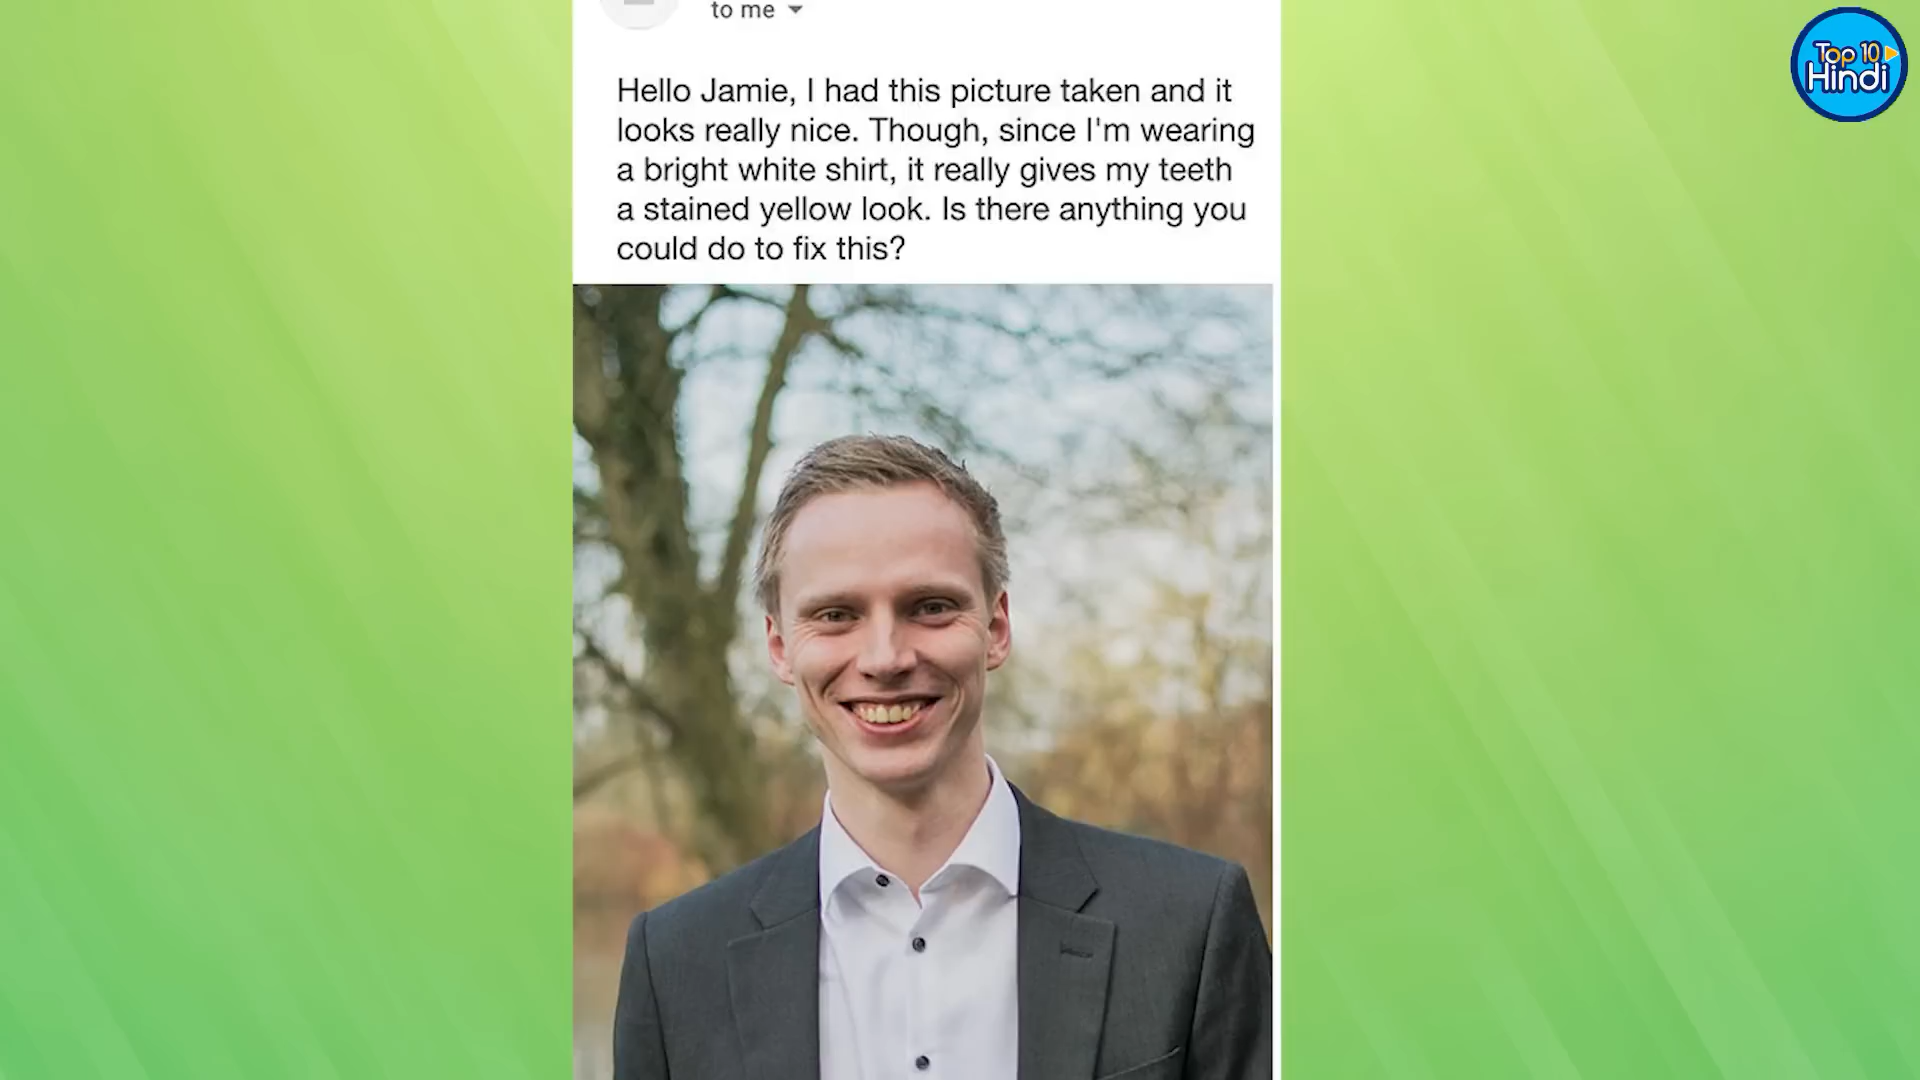 to me
Hello Jamie, I had this picture taken and it
looks really nice. Though, since I'm wearing
a bright white shirt, it really gives my teeth
a stained yellow look. Is there anything you
could do to fix this?
Top 10
Hindi